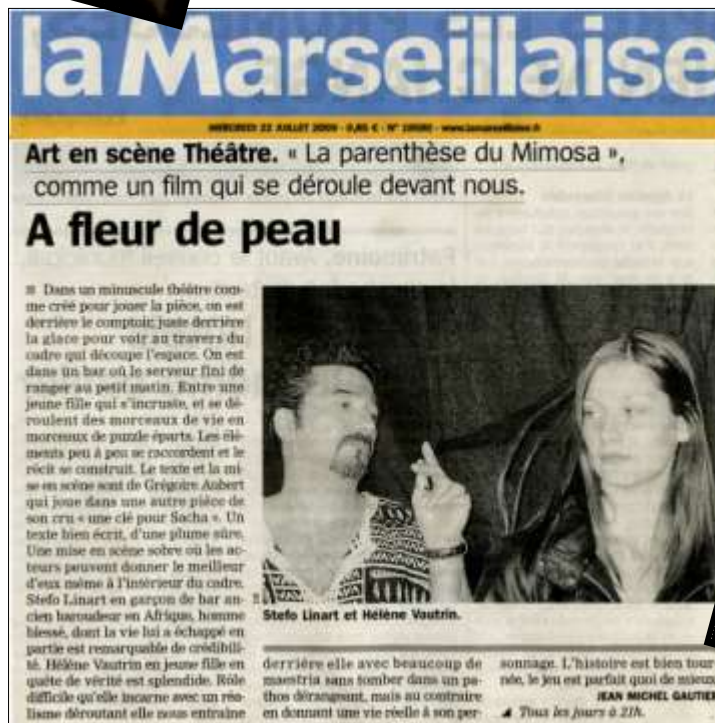 la Marseillaise
MERCREDI 22 JUILLET 2009 - 0,85 € - N° - www.lamarseillaise.fr
Art en scène Théâtre. « La parenthèse du Mimosa »,
comme un film qui se déroule devant nous.
A fleur de peau
Dans un minuscule théâtre com-
me créé pour jouer la pièce, on est
derrière le comptoir, juste derrière
la glace pour voir au travers du
cadre qui découpe l'espace. On est
dans un bar où le serveur fini de
ranger au petit matin. Entre une
jeune fille qui s'incruste, et se dé-
roulent des morceaux de vie en
morceaux de puzzle éparts. Les élé-
ments peu à peu se raccordent et le
récit se construit. Le texte et la mi-
se en scène sont de Grégoire Aubert
qui joue dans une autre pièce de
son cru « une clé pour Sacha ». Un
texte bien écrit, d'une plume sûre.
Une mise en scène sobre où les ac-
teurs peuvent donner le meilleur
d'eux même à l'intérieur du cadre.
Stefo Linart en garçon de bar an-
cien baroudeur en Afrique, homme
blessé, dont la vie lui a échappé en
partie est remarquable de crédibili-
té. Hélène Vautrin en jeune fille en
quête de vérité est splendide. Rôle
difficile qu'elle incarne avec un réa-
lisme déroutant elle nous entraine
Stefo Linart et Hélène Vautrin.
derrière elle avec beaucoup de
maestria sans tomber dans un pa-
thos dérangeant, mais au contraire
en donnant une vie réelle à son per-
sonnage. L'histoire est bien tour
née, le jeu est parfait quoi de mieux
JEAN MICHEL GAUTIER
Tous les jours à 21h.